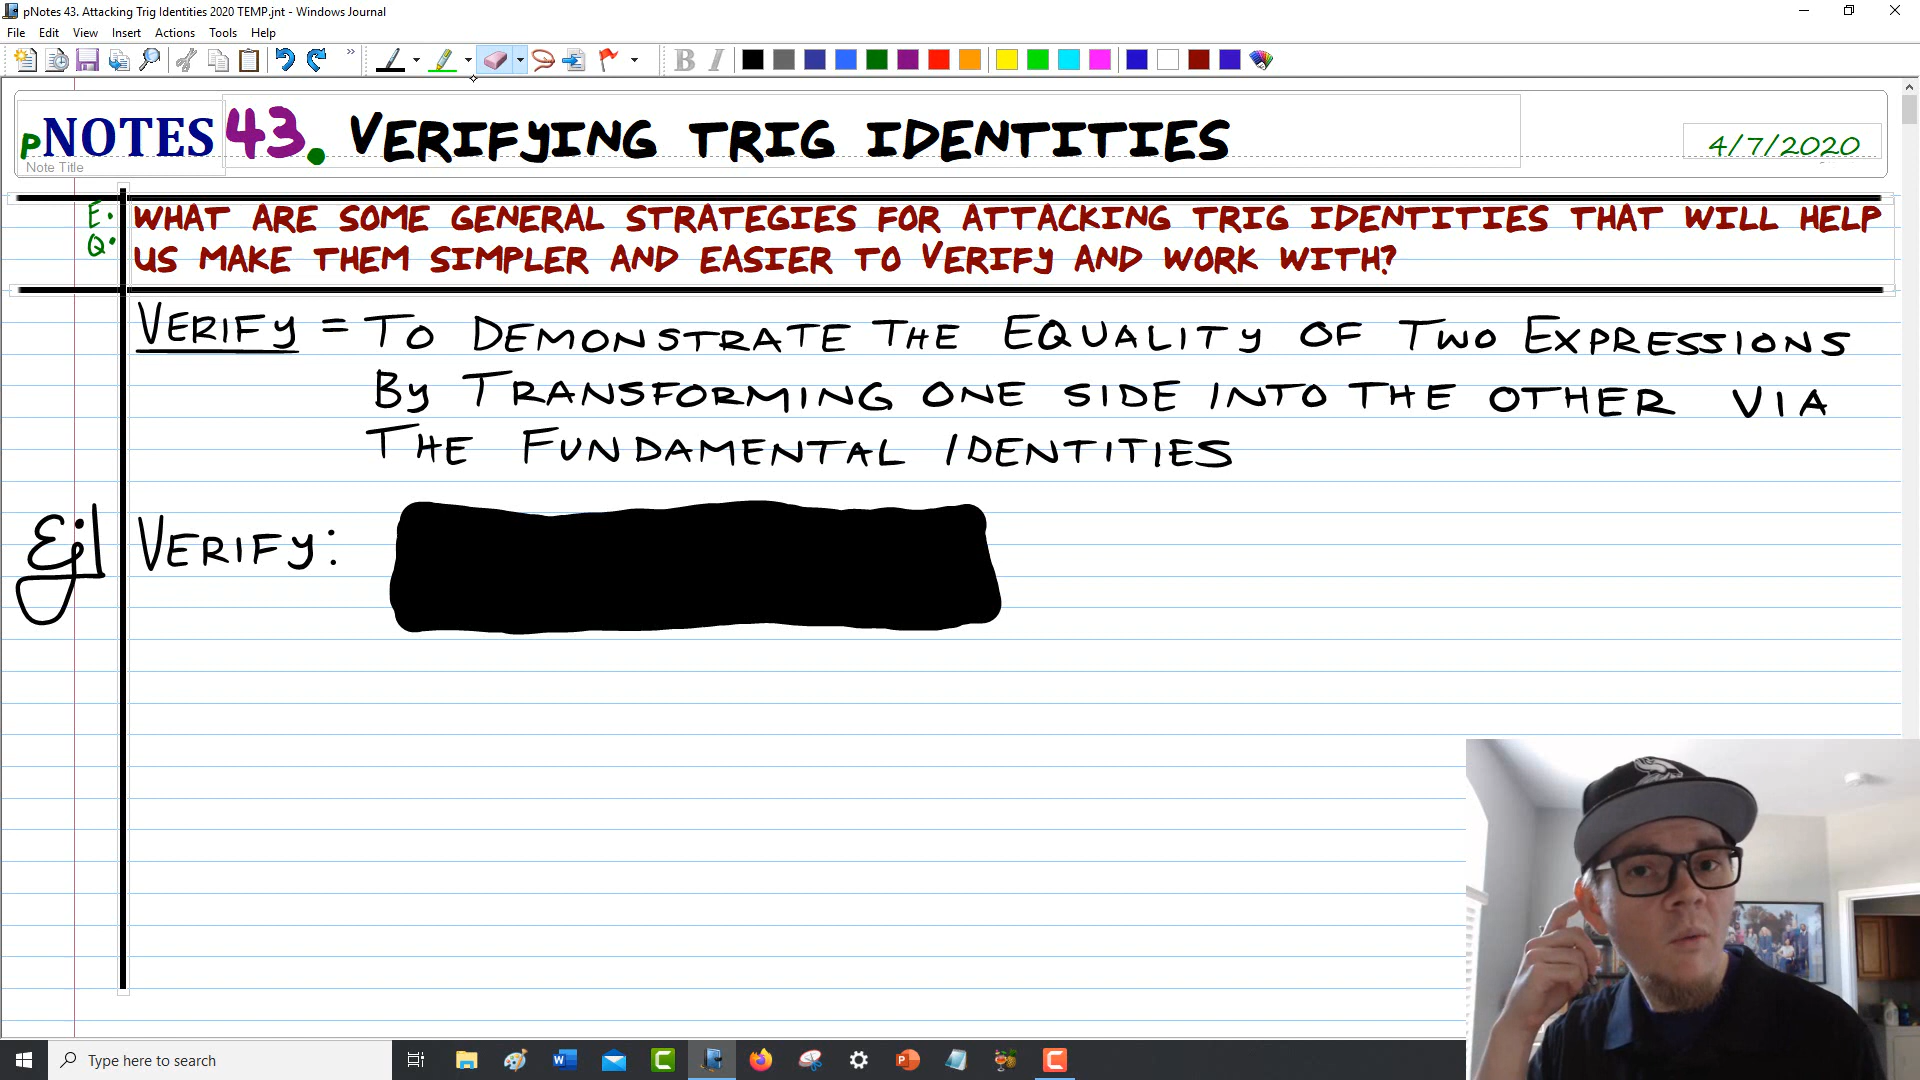 pNotes 43. Attacking Trig Identities 2020 TEMP.jnt - Windows Journal
File Edit View Insert Actions Tools Help
B I
pNOTES 43. VERIFYING TRIG IDENTITIES
4/7/2020
Note Title
E. WHAT ARE SOME GENERAL STRATEGIES FOR ATTACKING TRIG IDENTITIES THAT WILL HELP
Q. US MAKE THEM SIMPLER AND EASIER TO VERIFY AND WORK WITH?
VERIFY = TO DEMONSTRATE THE EQUALITY OF TWO EXPRESSIONS
BY TRANSFORMING ONE SIDE INTO THE OTHER VIA
THE FUNDAMENTAL IDENTITIES
VERIFY:
Type here to search